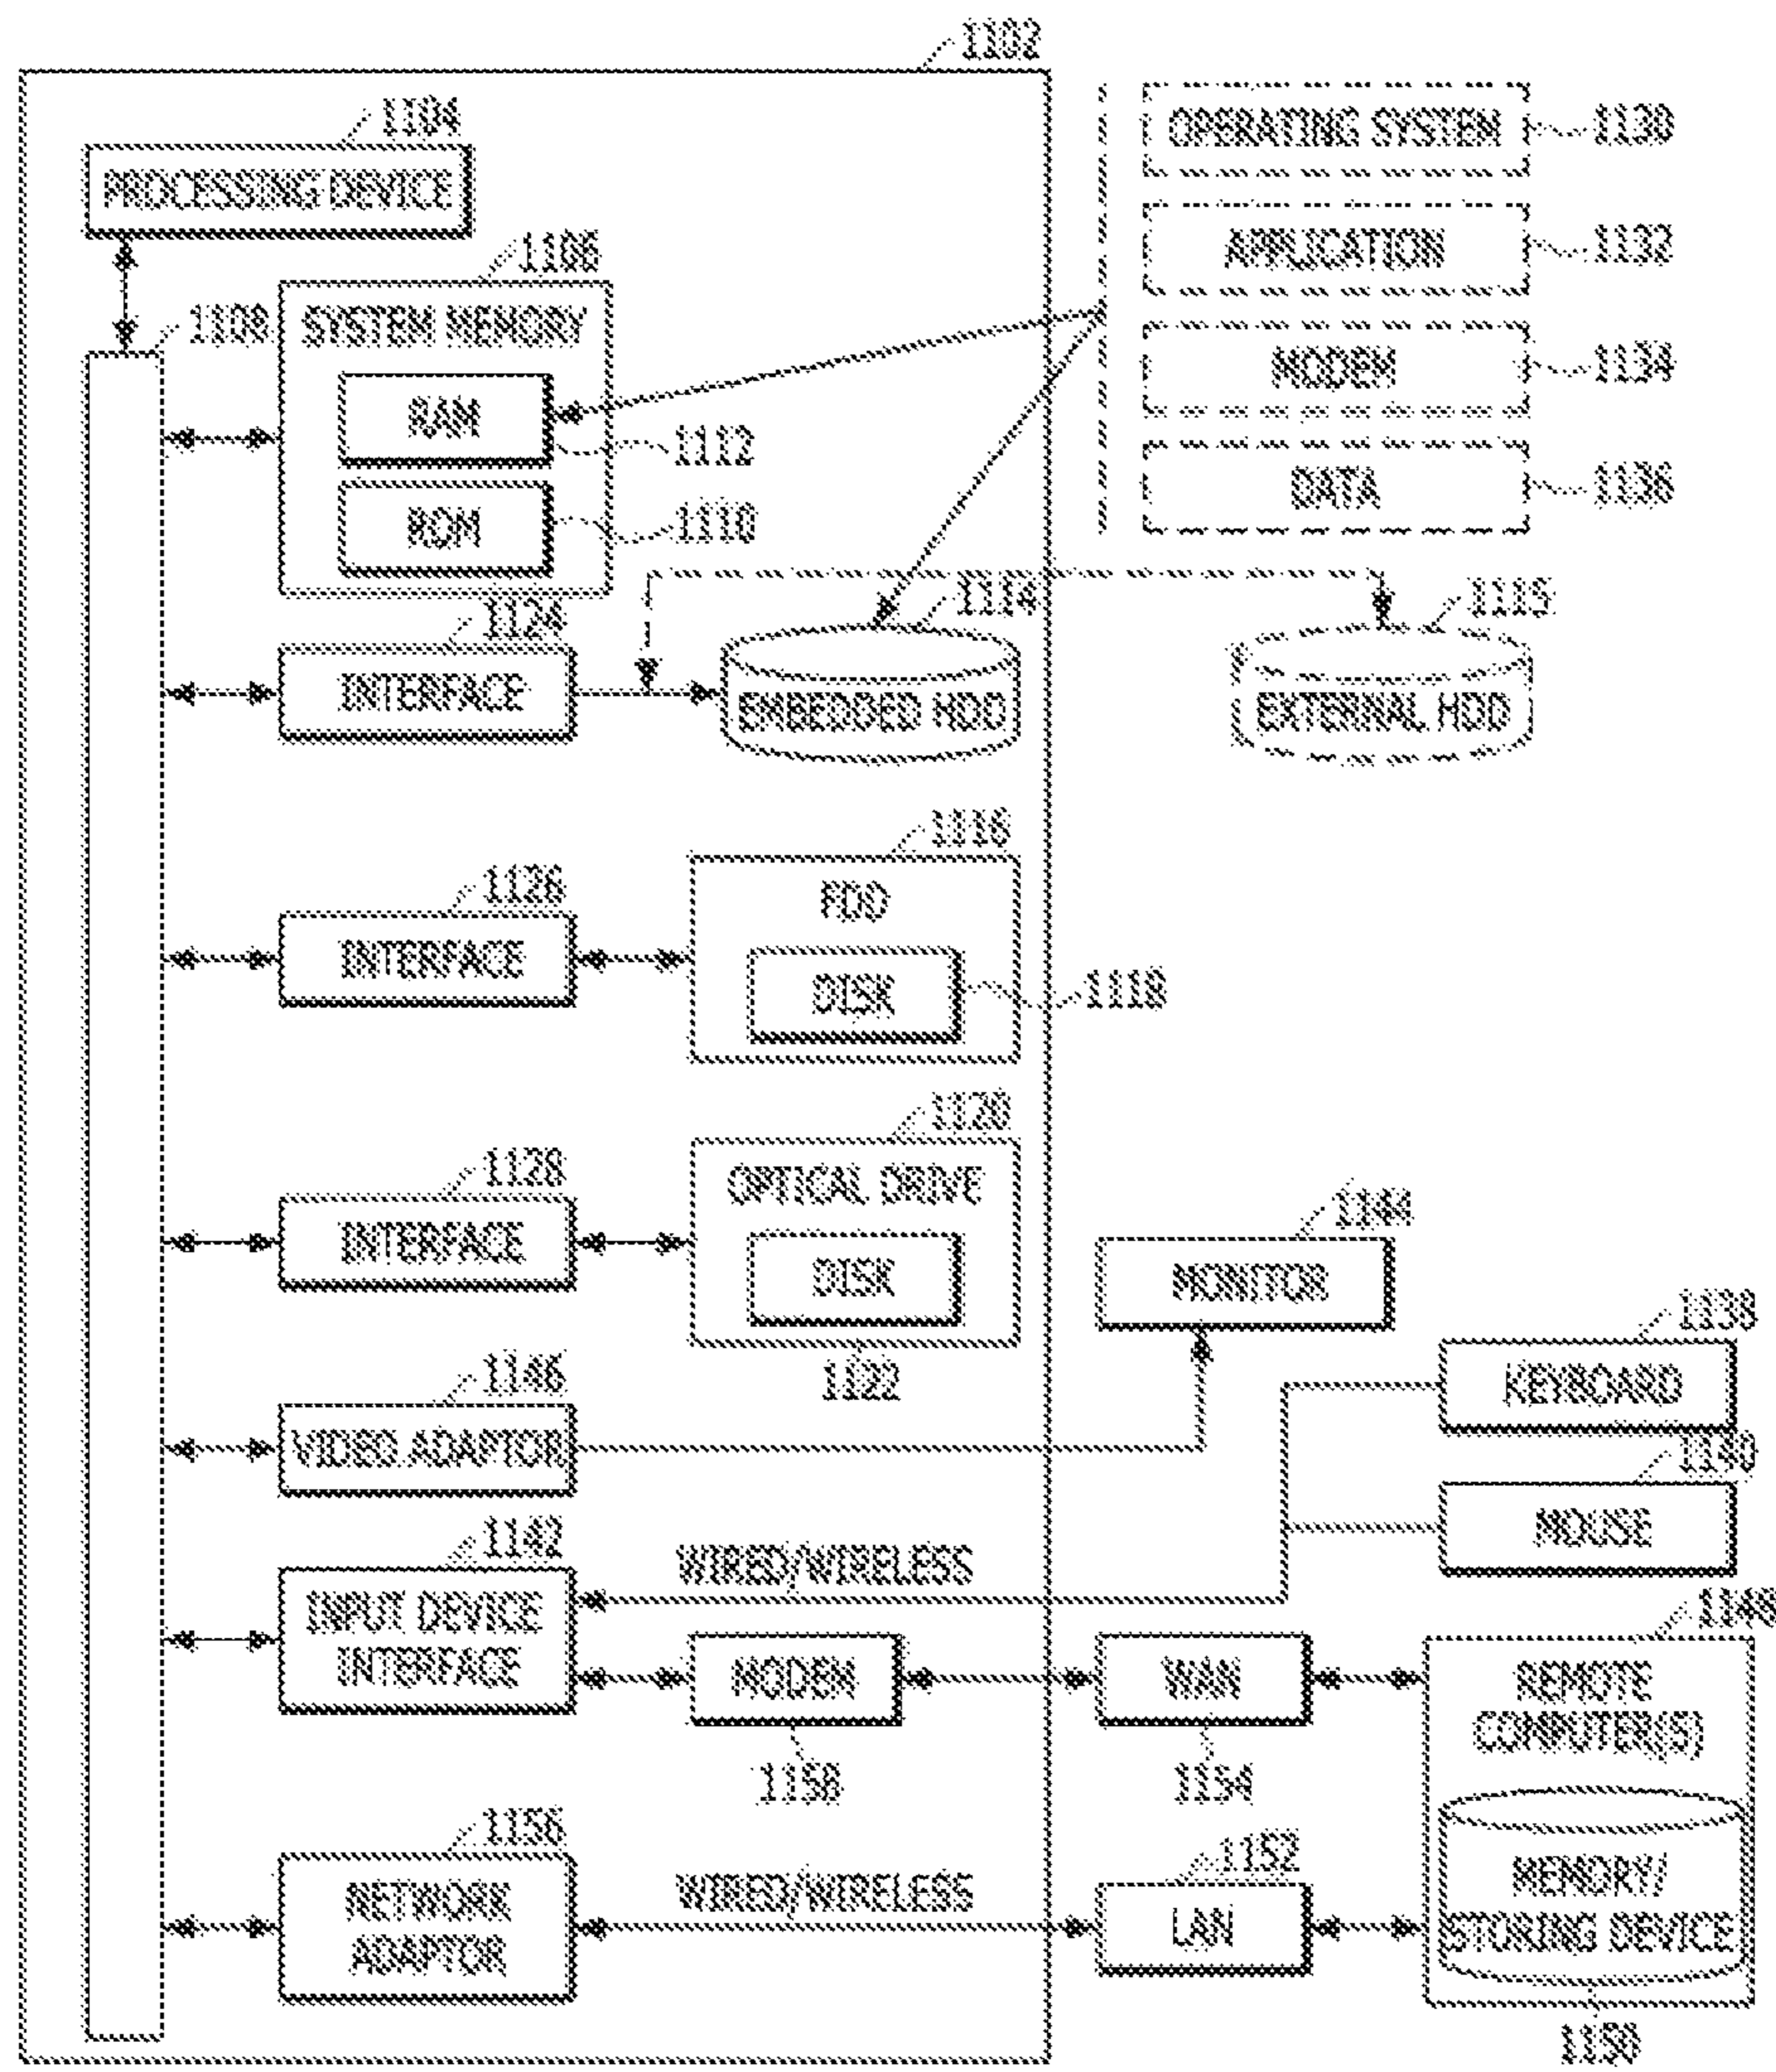 1102
1104
PROCESSING DEVICE
1106
SYSTEM MEMORY
1108
RAM
1112
ROM
1110
OPERATING SYSTEM
1130
APPLICATION
1132
MODEM
1134
DATA
1136
1124
INTERFACE
1114
EMBEDDED HDD
1115
EXTERNAL HDD
1116
FDD
1126
INTERFACE
DISK
1118
1120
OPTICAL DRIVE
1128
INTERFACE
DISK
1122
1144
MONITOR
1138
KEYBOARD
1146
VIDEO ADAPTOR
1140
MOUSE
1142
INPUT DEVICE
INTERFACE
WIRED/WIRELESS
MODEM
1158
WAN
1154
1148
REMOTE
COMPUTER(S)
MEMORY/
STORING DEVICE
1150
1156
NETWORK
ADAPTOR
WIRED/WIRELESS
1152
LAN